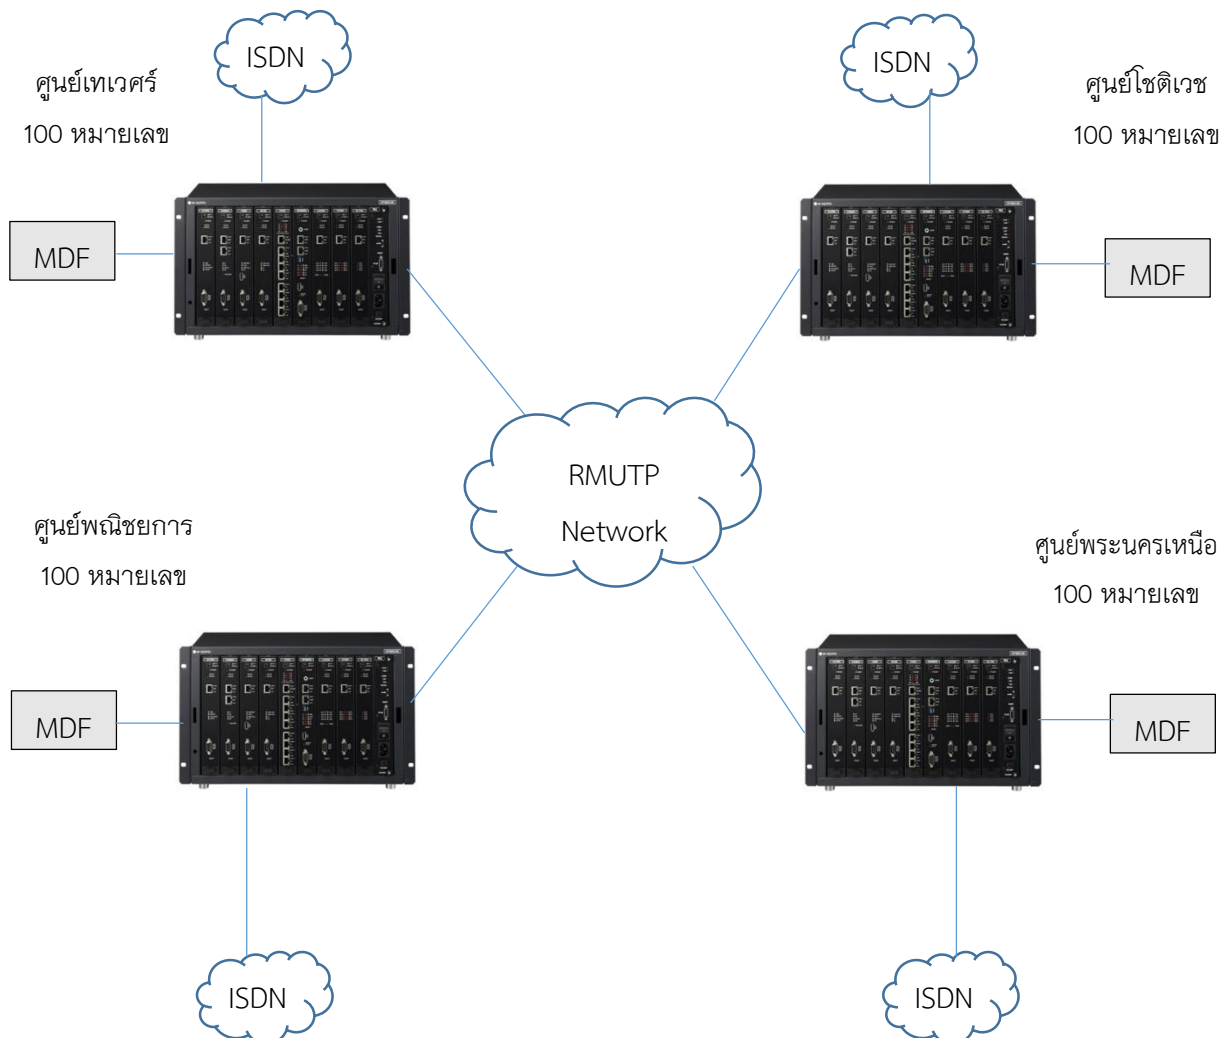 ISDN
ISDN
ศูนย์เทเวศร์
100 หมายเลข
ศูนย์โชติเวช
100 หมายเลข
MDF
MDF
RMUTP
Network
ศูนย์พณิชยการ
100 หมายเลข
ศูนย์พระนครเหนือ
100 หมายเลข
MDF
MDF
ISDN
ISDN